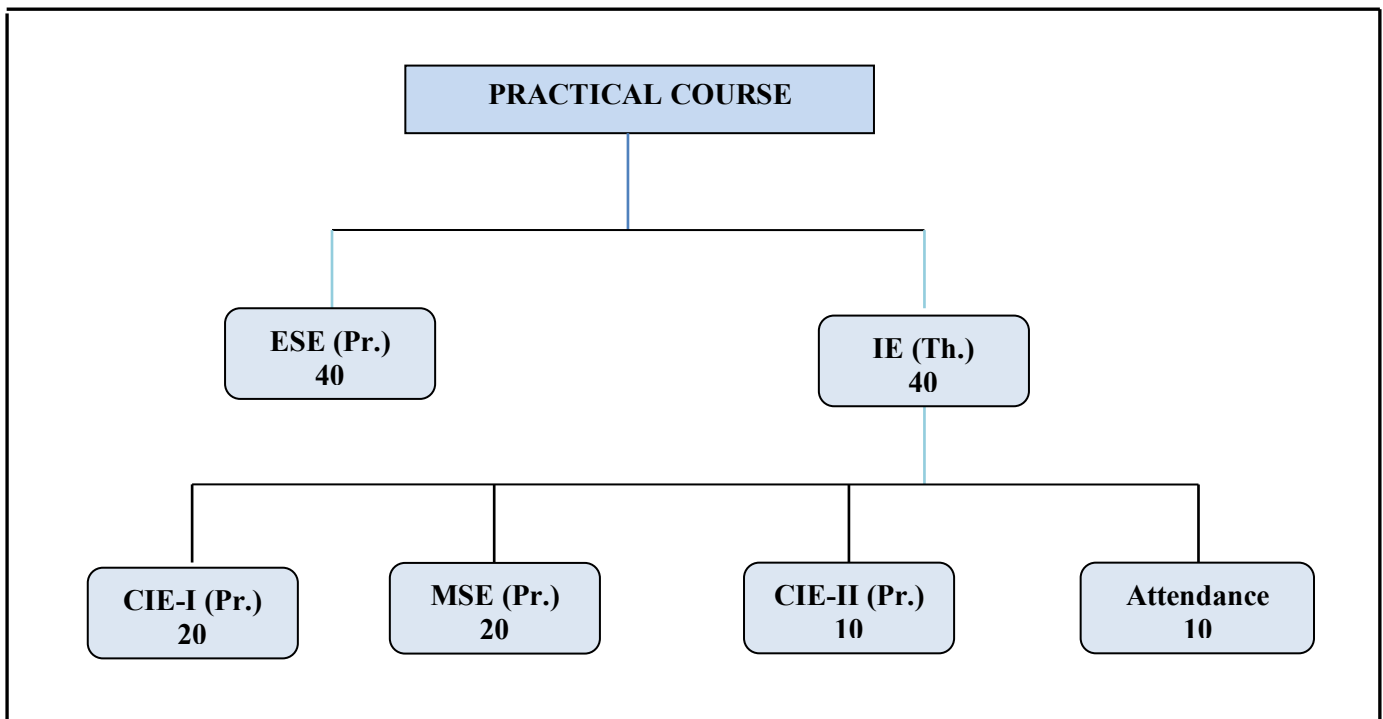 PRACTICAL COURSE
ESE (Pr.)
40
IE (Th.)
40
CIE-I (Pr.)
20
MSE (Pr.)
20
CIE-II (Pr.)
10
Attendance
10